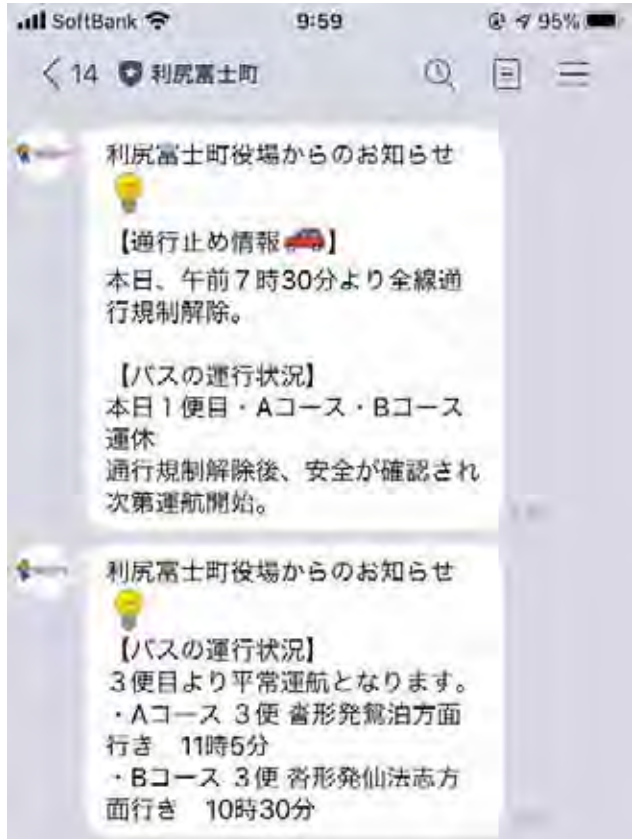 SoftBank 9:59 95%
14 利尻富士町
利尻富士町役場からのお知らせ
【通行止め情報🚗】
本日、午前7時30分より全線通
行規制解除。
【バスの運行状況】
本日1便目・Aコース・Bコース
運休
通行規制解除後、安全が確認され
次第運航開始。
利尻富士町役場からのお知らせ
【バスの運行状況】
3便目より平常運航となります。
・Aコース 3便 沓形発鴛泊方面
行き 11時5分
・Bコース 3便 沓形発仙法志方
面行き 10時30分